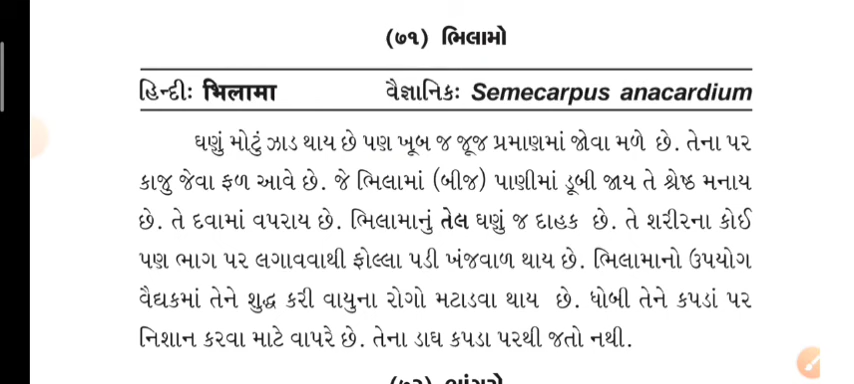 (૭૧) ભિલામો
હિન્દીઃ भिलामा વૈજ્ઞાનિકઃ Semecarpus anacardium
ઘણું મોટું ઝાડ થાય છે પણ ખૂબ જ જૂજ પ્રમાણમાં જોવા મળે છે. તેના પર
કાજુ જેવા ફળ આવે છે. જે ભિલામાં (બીજ) પાણીમાં ડૂબી જાય તે શ્રેષ્ઠ મનાય
છે. તે દવામાં વપરાય છે. ભિલામાનું તેલ ઘણું જ દાહક છે. તે શરીરના કોઈ
પણ ભાગ પર લગાવવાથી ફોલ્લા પડી ખંજવાળ થાય છે. ભિલામાનો ઉપયોગ
વૈદ્યકમાં તેને શુદ્ધ કરી વાયુના રોગો મટાડવા થાય છે. ધોબી તેને કપડાં પર
નિશાન કરવા માટે વાપરે છે. તેના ડાઘ કપડા પરથી જતો નથી.